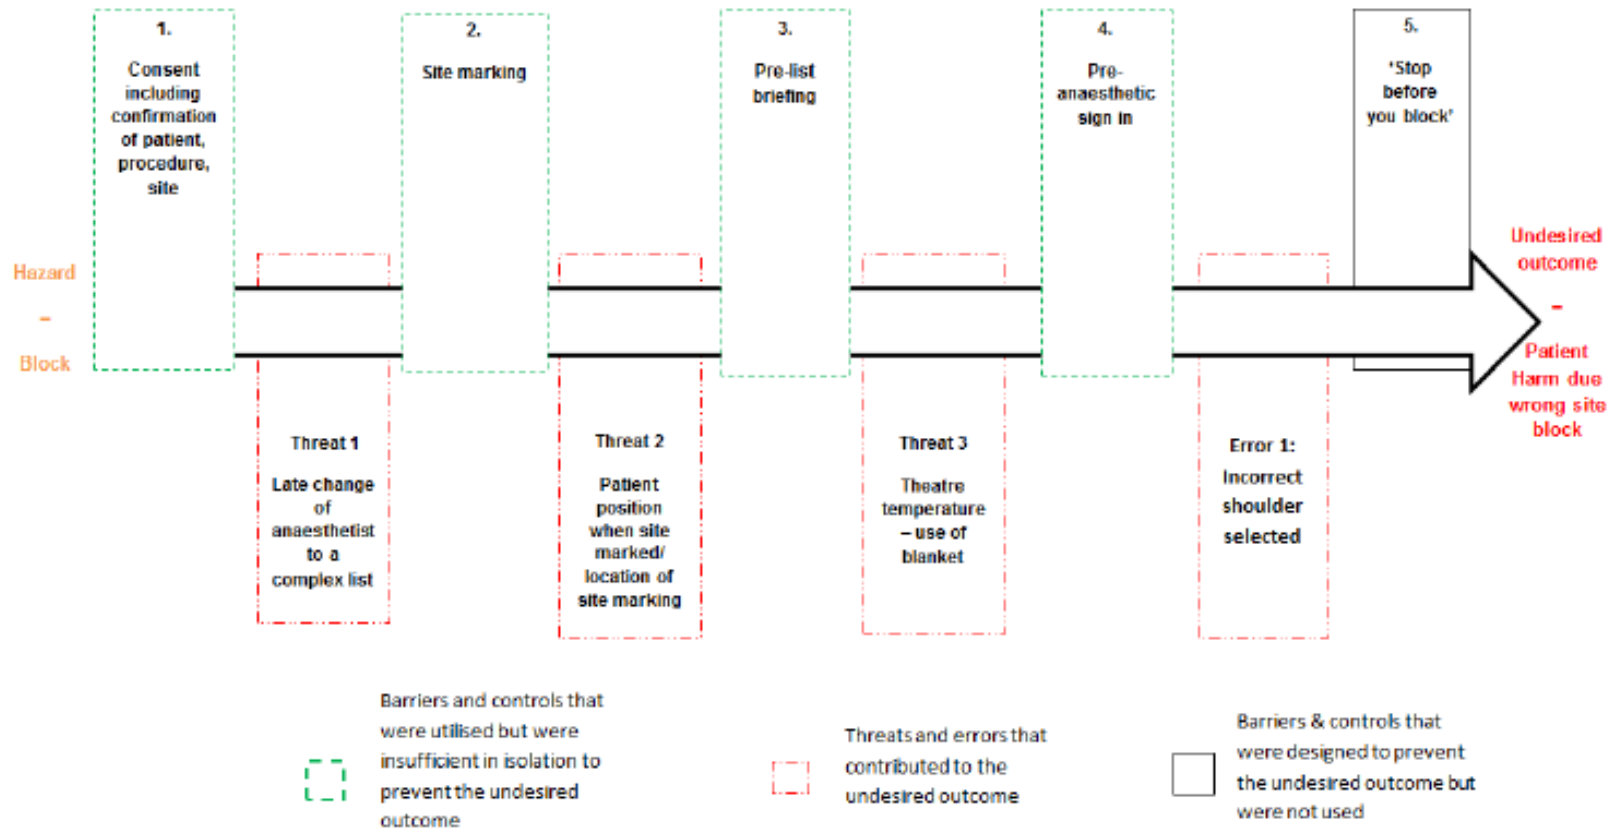 1.
Consent
including
confirmation
of patient,
procedure,
site
2.
Site marking
3.
Pre-list
briefing
4.
Pre-
anaesthetic
sign in
5.
'Stop
before
you block'
Hazard
–
Block
Undesired
outcome
–
Patient
Harm due
wrong site
block
Threat 1
Late change
of
anaesthetist
to a
complex list
Threat 2
Patient
position
when site
marked/
location of
site marking
Threat 3
Theatre
temperature
– use of
blanket
Error 1:
Incorrect
shoulder
selected
Barriers and controls that
were utilised but were
insufficient in isolation to
prevent the undesired
outcome
Threats and errors that
contributed to the
undesired outcome
Barriers & controls that
were designed to prevent
the undesired outcome but
were not used